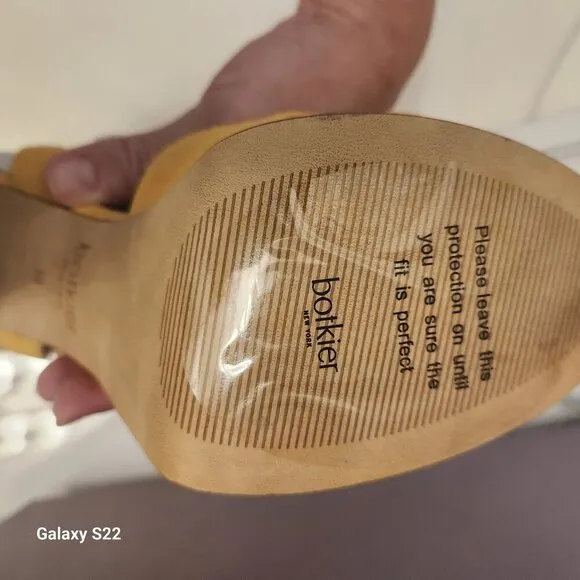 Please leave this
protection on until
you are sure the
fit is perfect
botkier
NEW YORK
Galaxy S22